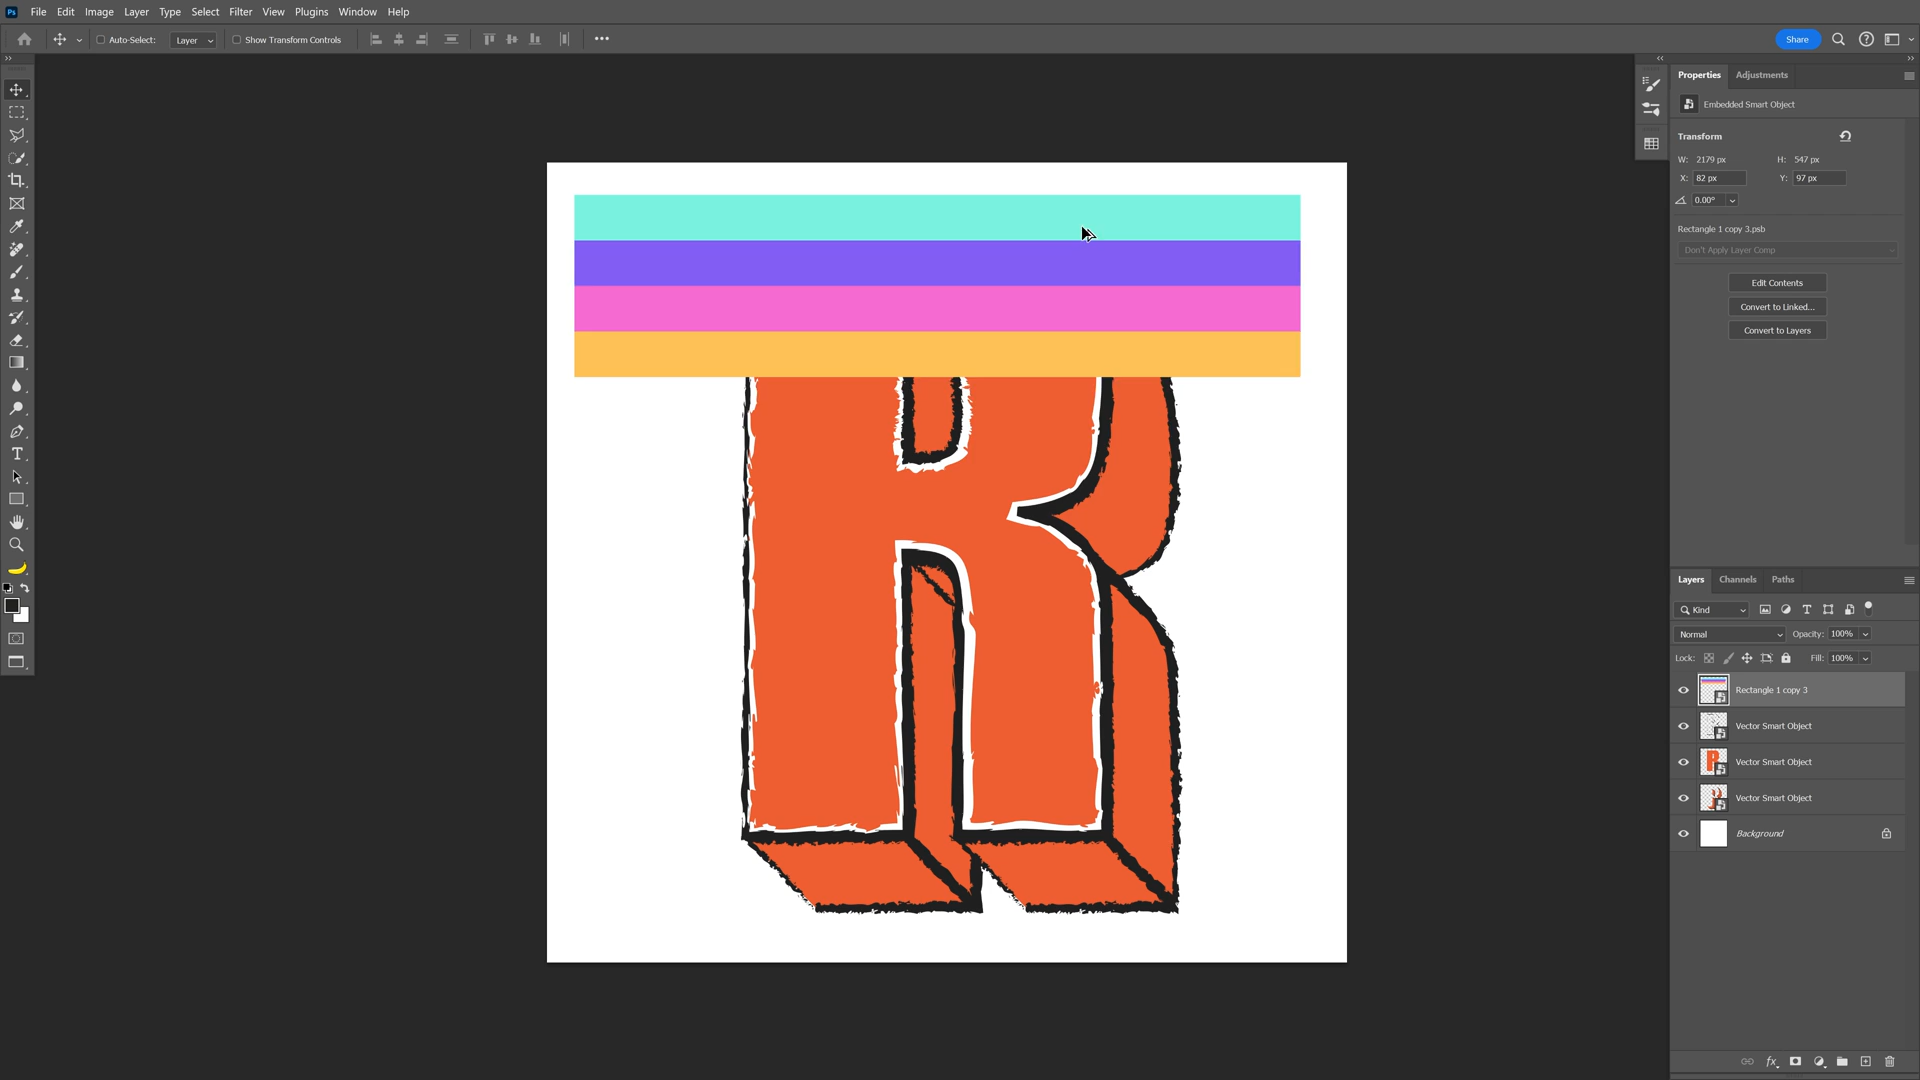 Ps File Edit Image Layer Type Select Filter View Plugins Window Help
Auto-Select: Layer Show Transform Controls Share
Properties Adjustments
Embedded Smart Object
Transform
W: 2179 px H: 547 px
X: 82 px Y: 97 px
0.00°
Rectangle 1 copy 3.psb
Don't Apply Layer Comp
Edit Contents
Convert to Linked...
Convert to Layers
R
Layers Channels Paths
Kind
Normal Opacity: 100%
Lock: Fill: 100%
Rectangle 1 copy 3
Vector Smart Object
Vector Smart Object
Vector Smart Object
Background